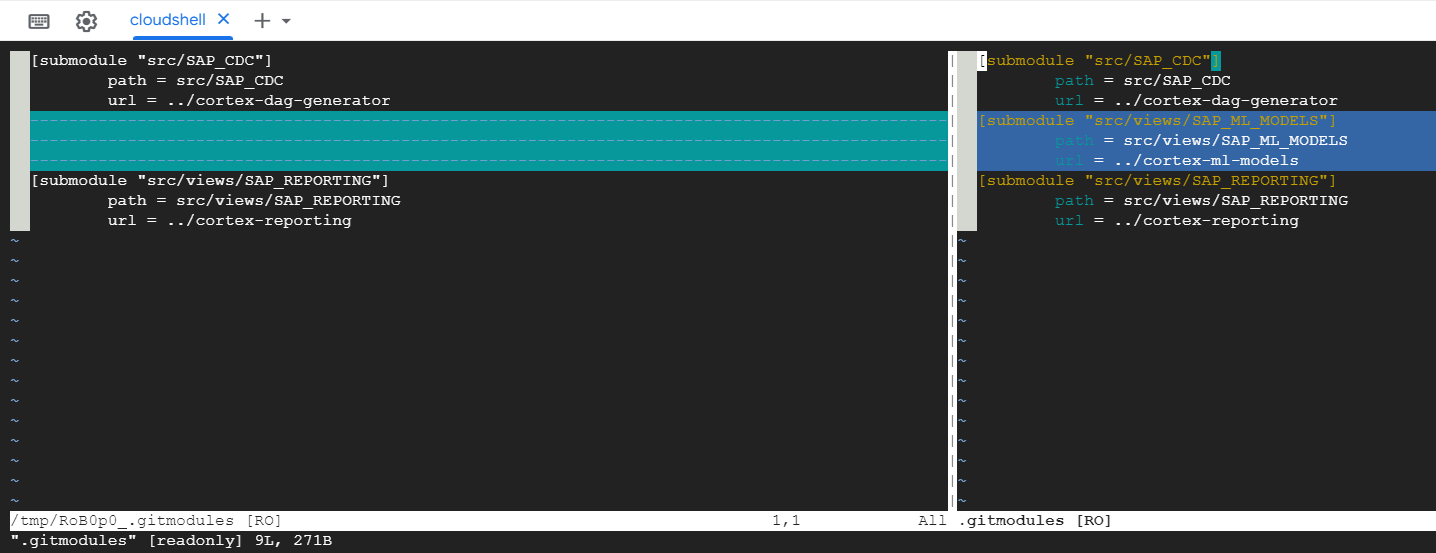 cloudshell
[submodule "src/SAP_CDC"]
path = src/SAP_CDC
url = ../cortex-dag-generator
[submodule "src/views/SAP_REPORTING"]
path = src/views/SAP_REPORTING
url = ../cortex-reporting
[submodule "src/SAP_CDC"]
path = src/SAP_CDC
url = ../cortex-dag-generator
[submodule "src/views/SAP_ML_MODELS"]
path = src/views/SAP_ML_MODELS
url = ../cortex-ml-models
[submodule "src/views/SAP_REPORTING"]
path = src/views/SAP_REPORTING
url = ../cortex-reporting
/tmp/RoB0p0_.gitmodules [RO] 1,1 All .gitmodules [RO]
".gitmodules" [readonly] 9L, 271B